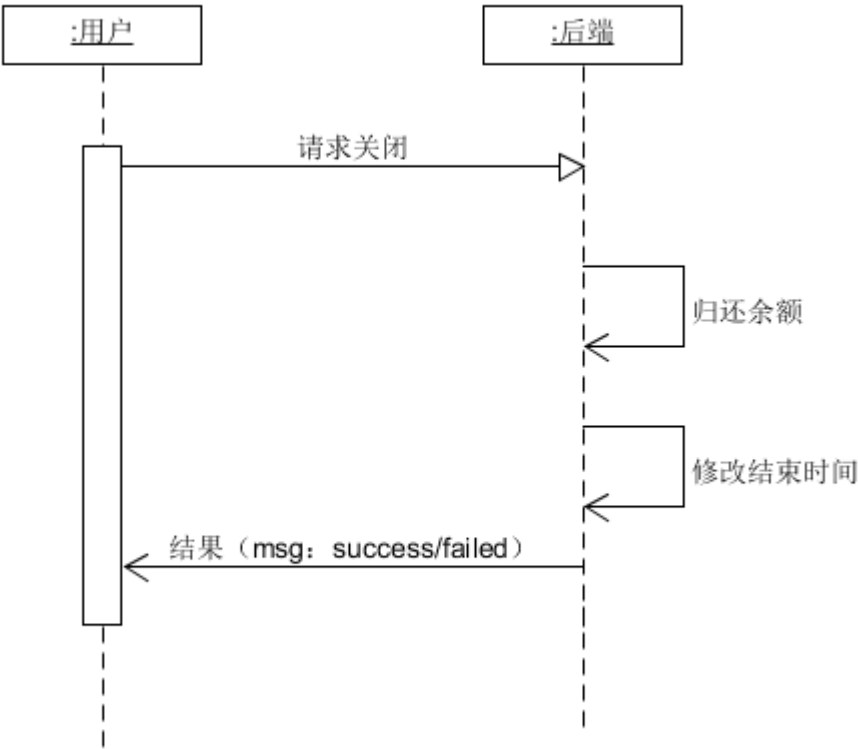 :用户
:后端
请求关闭
归还余额
修改结束时间
结果（msg：success/failed）